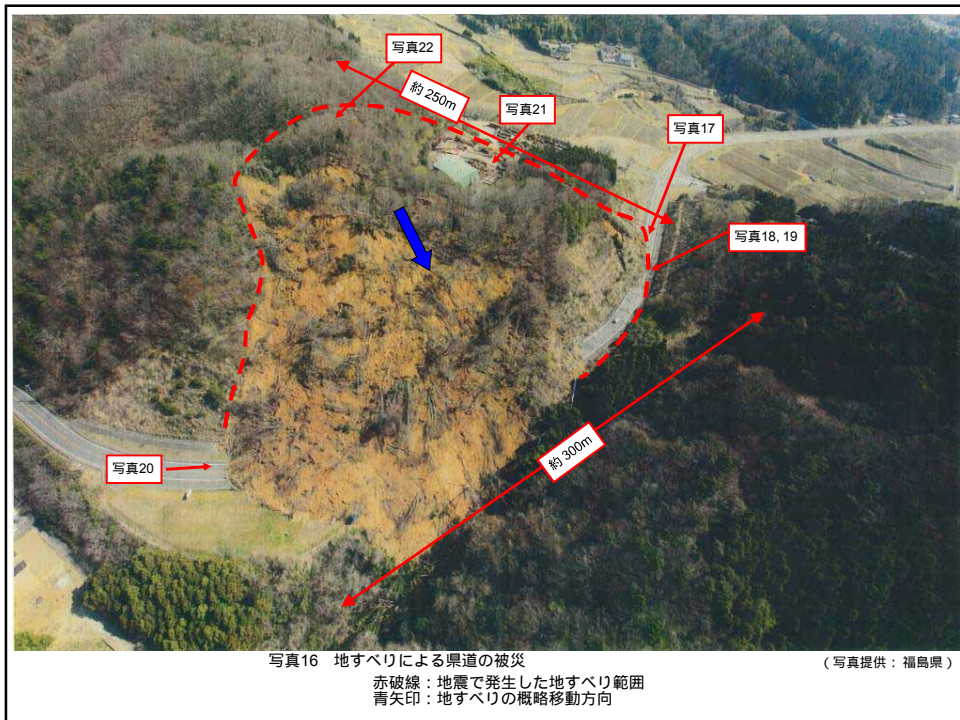 写真22
約 250m
写真21
写真17
写真18, 19
約 300m
写真20
写真16　地すべりによる県道の被災
（写真提供：福島県）
赤破線：地震で発生した地すべり範囲
青矢印：地すべりの概略移動方向